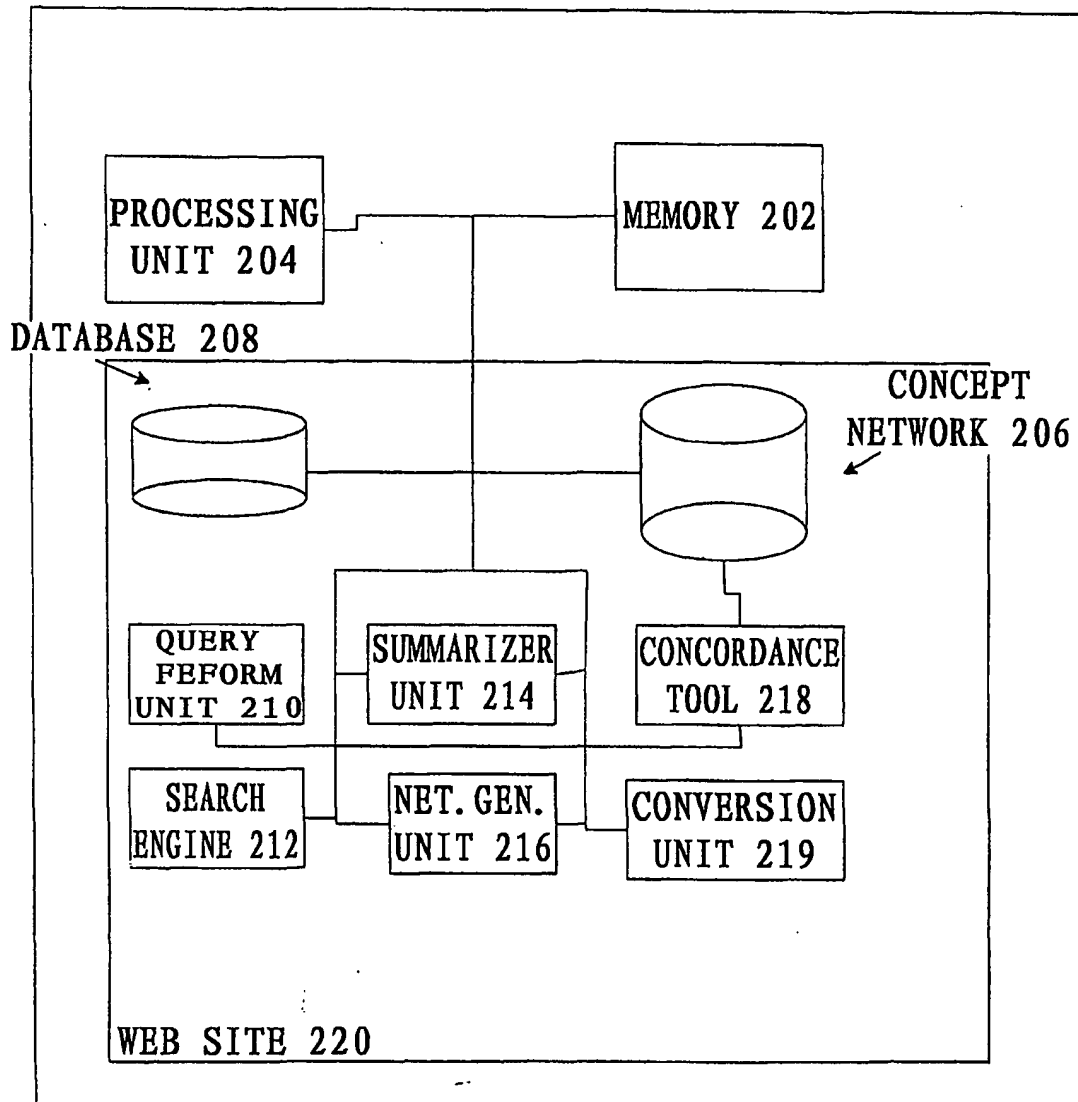 PROCESSING
UNIT 204
MEMORY 202
DATABASE 208
CONCEPT
NETWORK 206
QUERY
FEFORM
UNIT 210
SUMMARIZER
UNIT 214
CONCORDANCE
TOOL 218
SEARCH
ENGINE 212
NET. GEN.
UNIT 216
CONVERSION
UNIT 219
WEB SITE 220